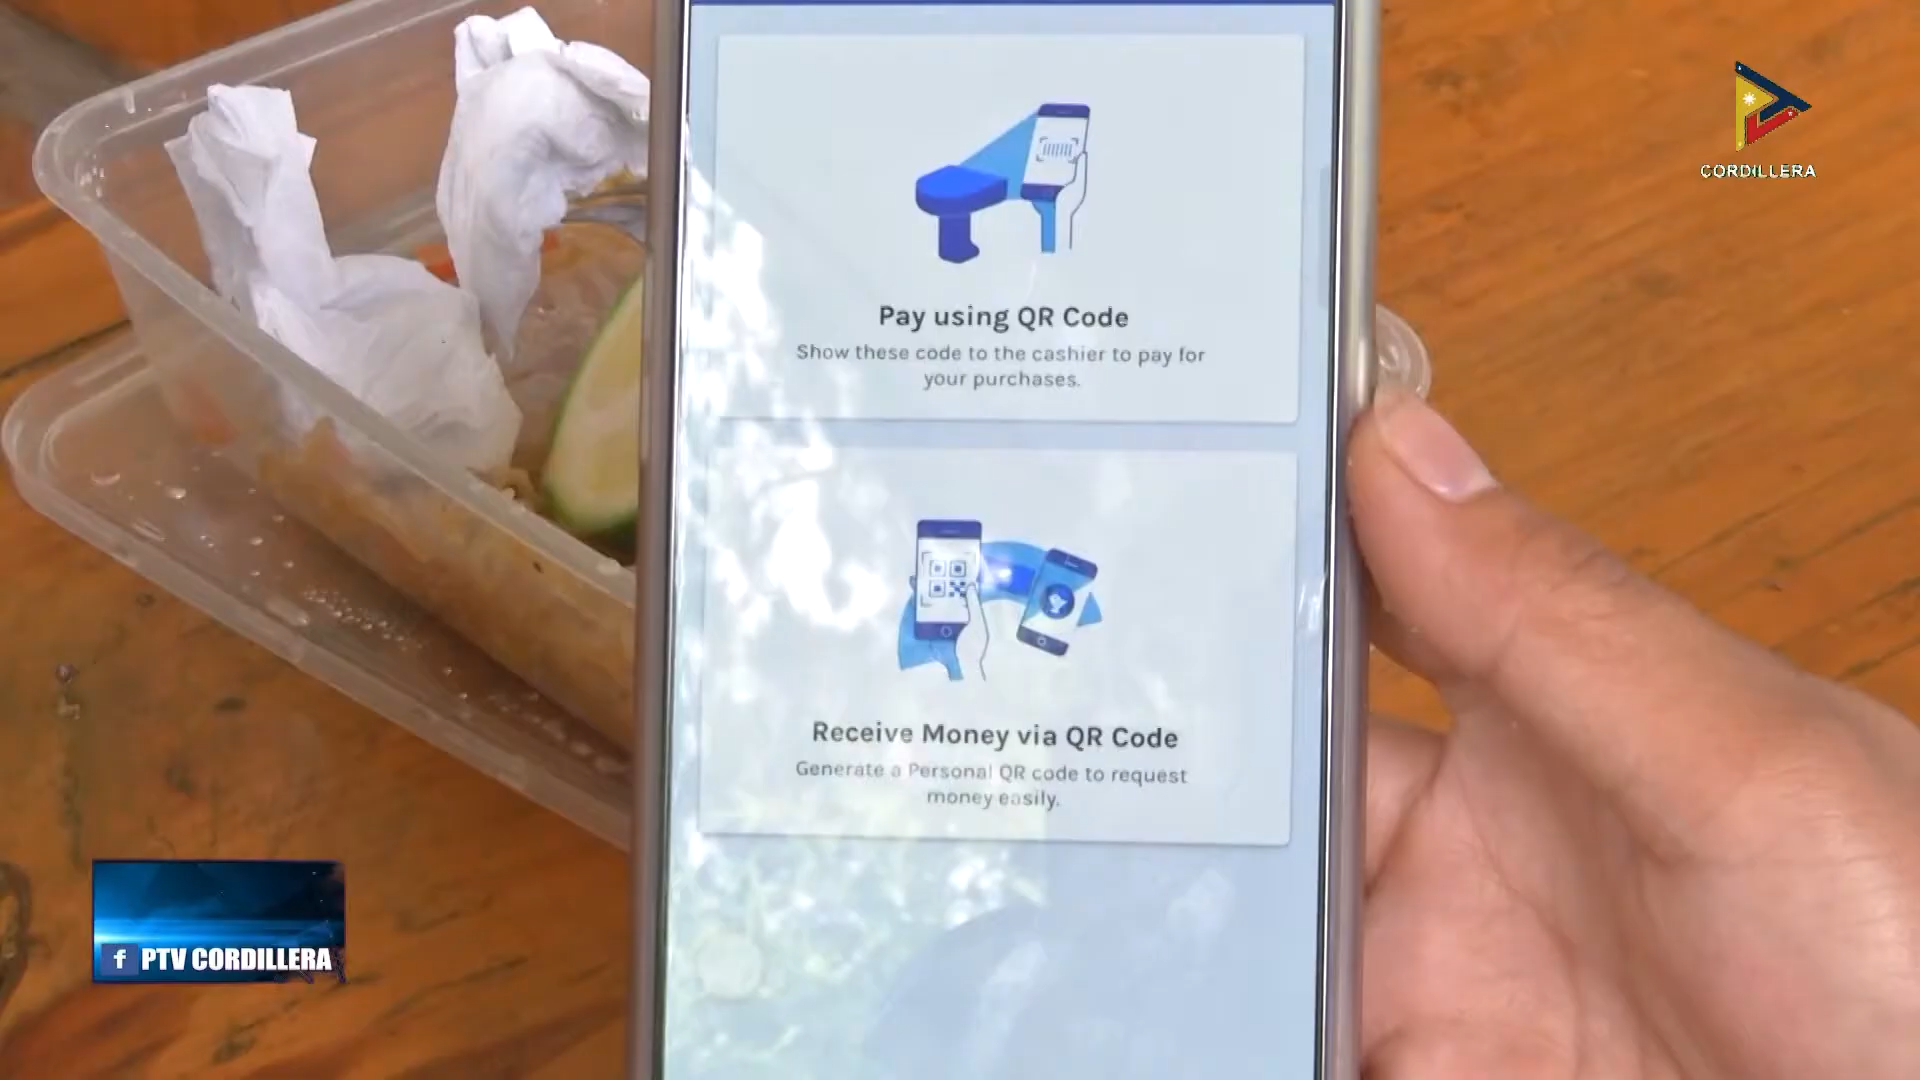 CORDILLERA
Pay using QR Code
Show these code to the cashier to pay for
your purchases.
Receive Money via QR Code
Generate a Personal QR code to request
money easily.
f PTV CORDILLERA